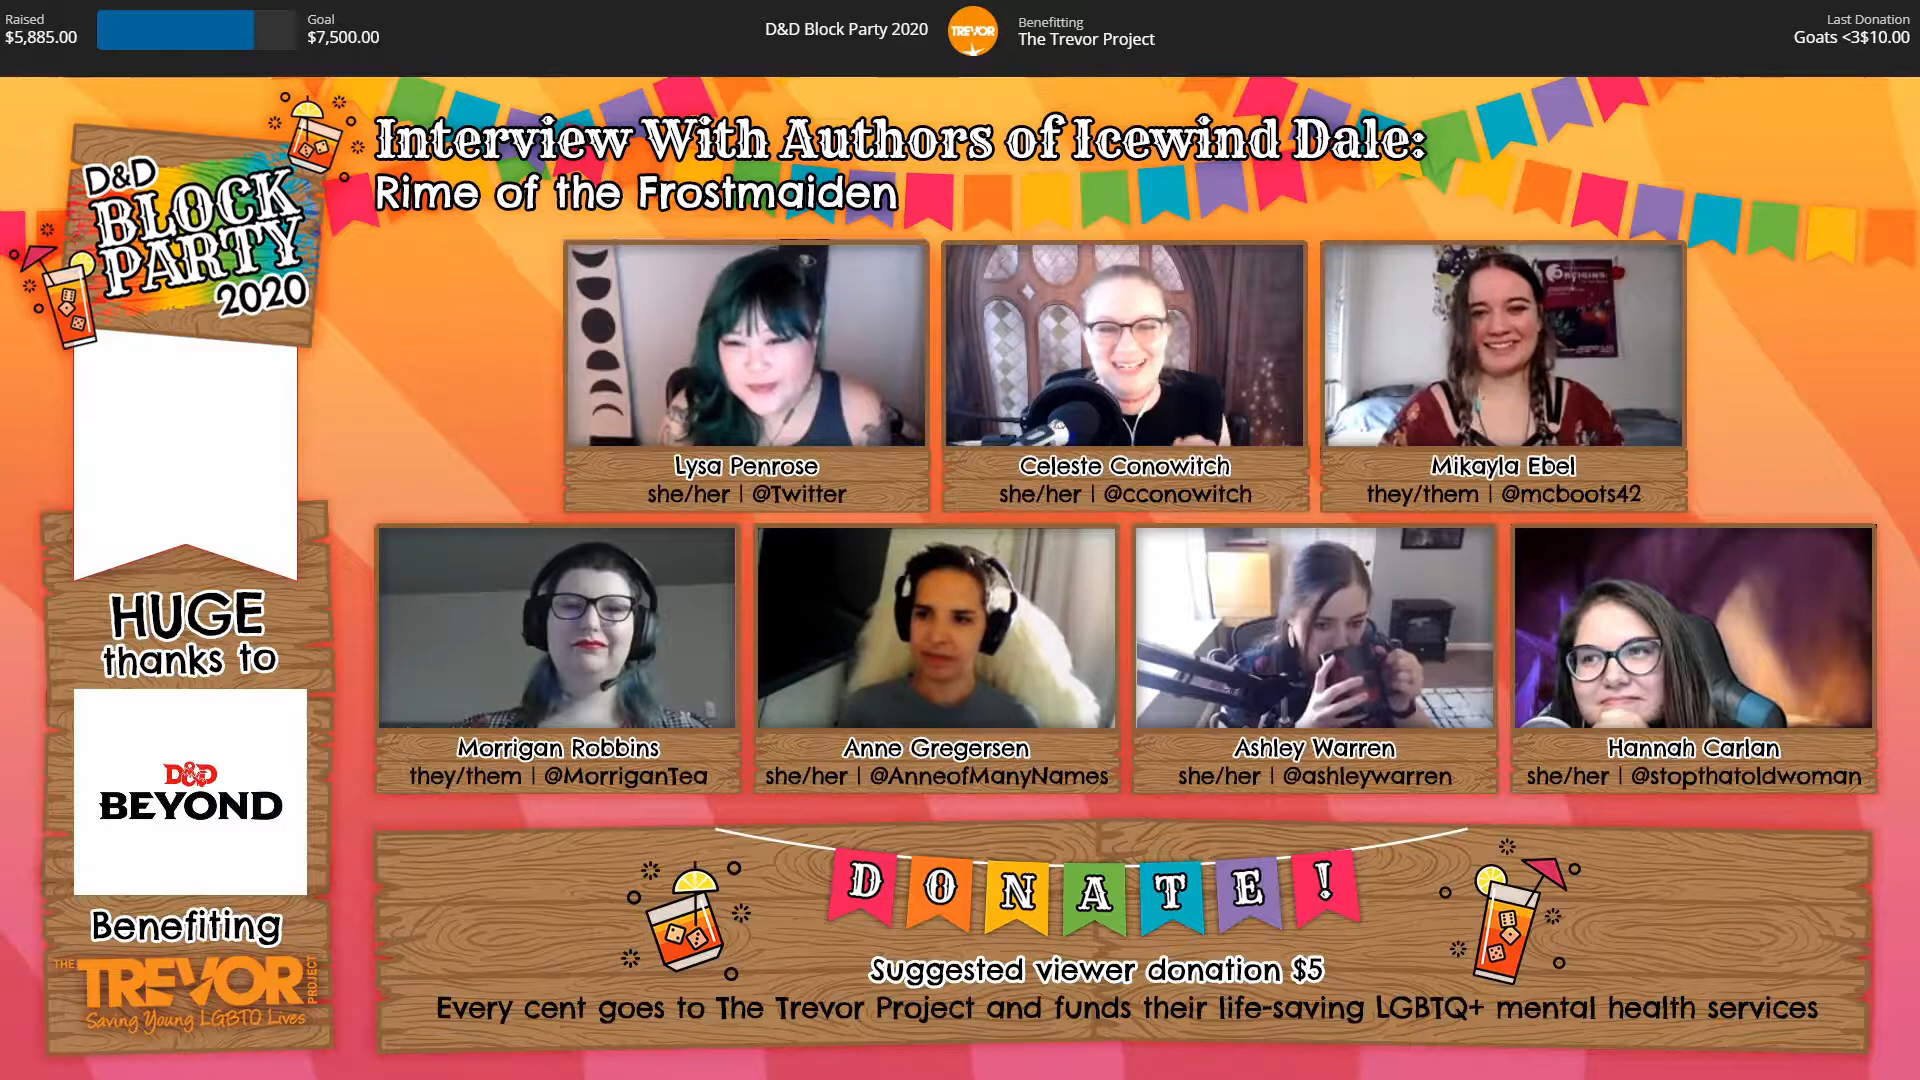 Raised
$5,885.00
Goal
$7,500.00
D&D Block Party 2020
TREVOR
Benefitting
The Trevor Project
Last Donation
Goats <3$10.00
D&D
BLOCK
PARTY
2020
Interview With Authors of Icewind Dale:
Rime of the Frostmaiden
ORIGINS
Lysa Penrose
she/her | @Twitter
Celeste Conowitch
she/her | @cconowitch
Mikayla Ebel
they/them | @mcboots42
Morrigan Robbins
they/them | @MorriganTea
Anne Gregersen
she/her | @AnneofManyNames
Ashley Warren
she/her | @ashleywarren
Hannah Carlan
she/her | @stopthatoldwoman
HUGE
thanks to
D&D
BEYOND
Benefiting
THE TREVOR PROJECT
Saving Young LGBTQ Lives
DONATE!
Suggested viewer donation $5
Every cent goes to The Trevor Project and funds their life-saving LGBTQ+ mental health services